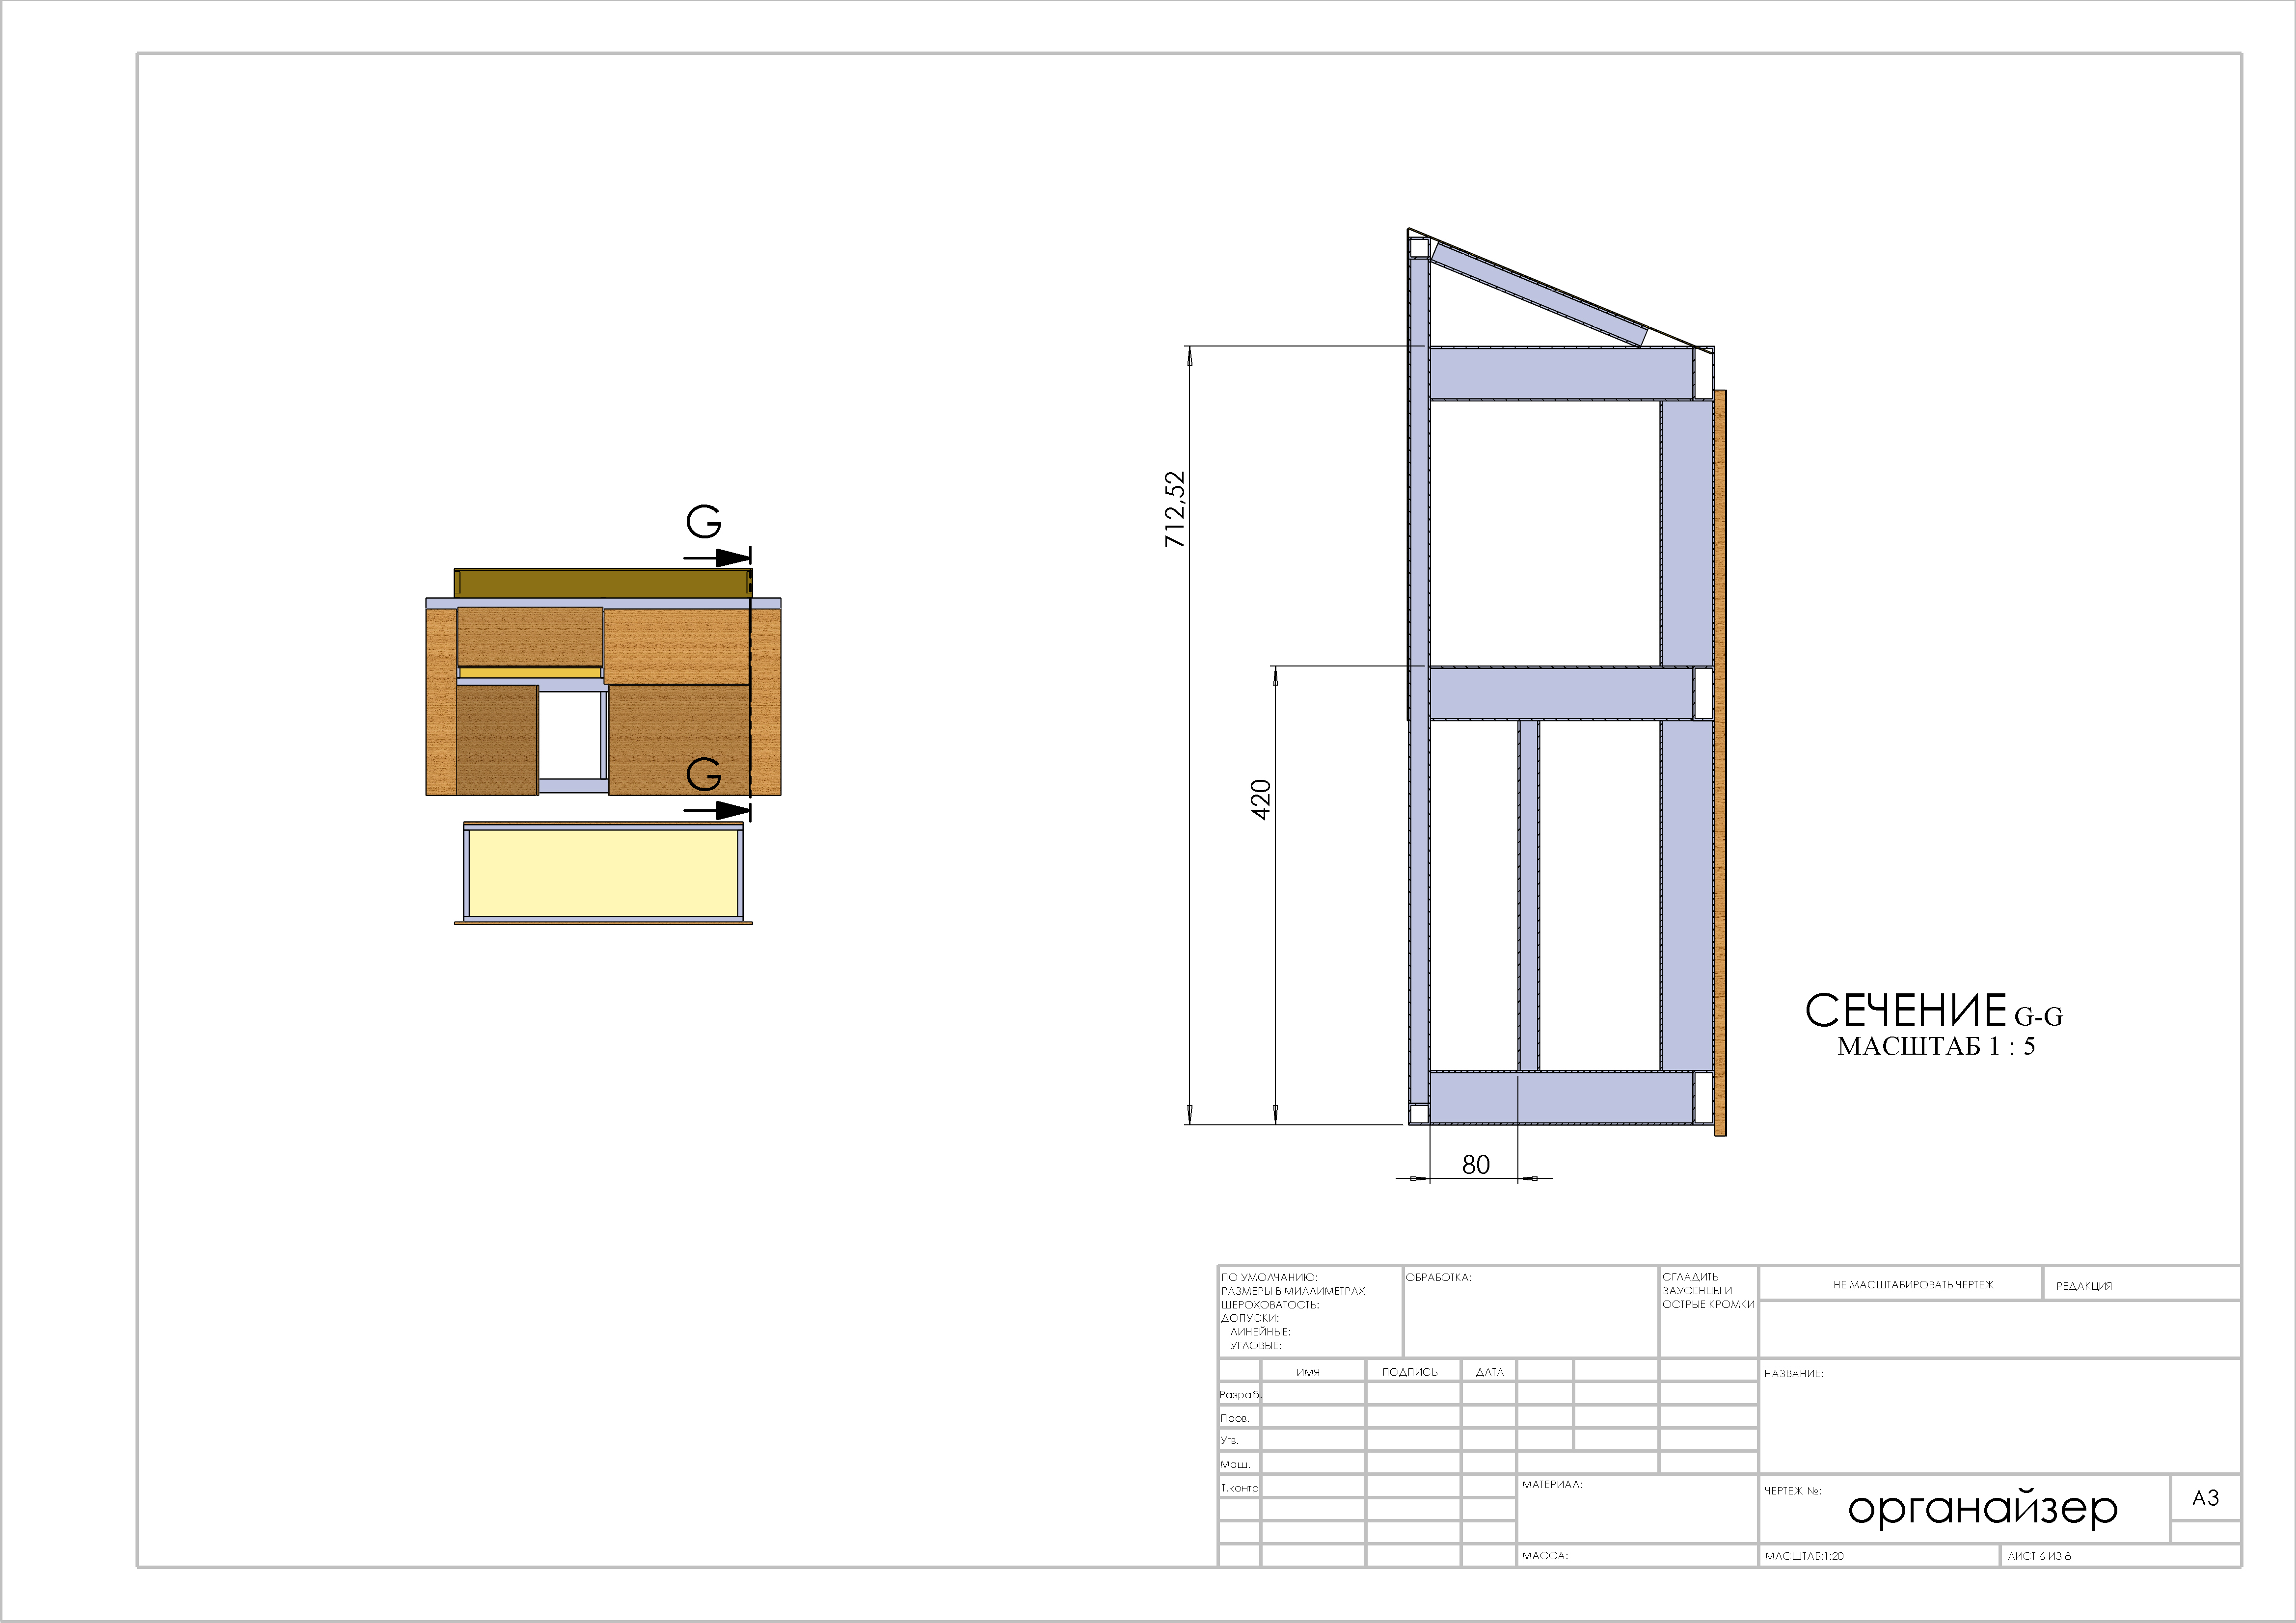 G
G
712,52
420
80
СЕЧЕНИЕ G-G
МАСШТАБ 1 : 5
ПО УМОЛЧАНИЮ:
РАЗМЕРЫ В МИЛЛИМЕТРАХ
ШЕРОХОВАТОСТЬ:
ДОПУСКИ:
ЛИНЕЙНЫЕ:
УГЛОВЫЕ:
ОБРАБОТКА:
СГЛАДИТЬ
ЗАУСЕНЦЫ И
ОСТРЫЕ КРОМКИ
НЕ МАСШТАБИРОВАТЬ ЧЕРТЕЖ
РЕДАКЦИЯ
ИМЯ
ПОДПИСЬ
ДАТА
Разраб.
Пров.
Утв.
Маш.
Т.контр
НАЗВАНИЕ:
МАТЕРИАЛ:
ЧЕРТЕЖ №:
органайзер
A3
МАССА:
МАСШТАБ:1:20
ЛИСТ 6 ИЗ 8